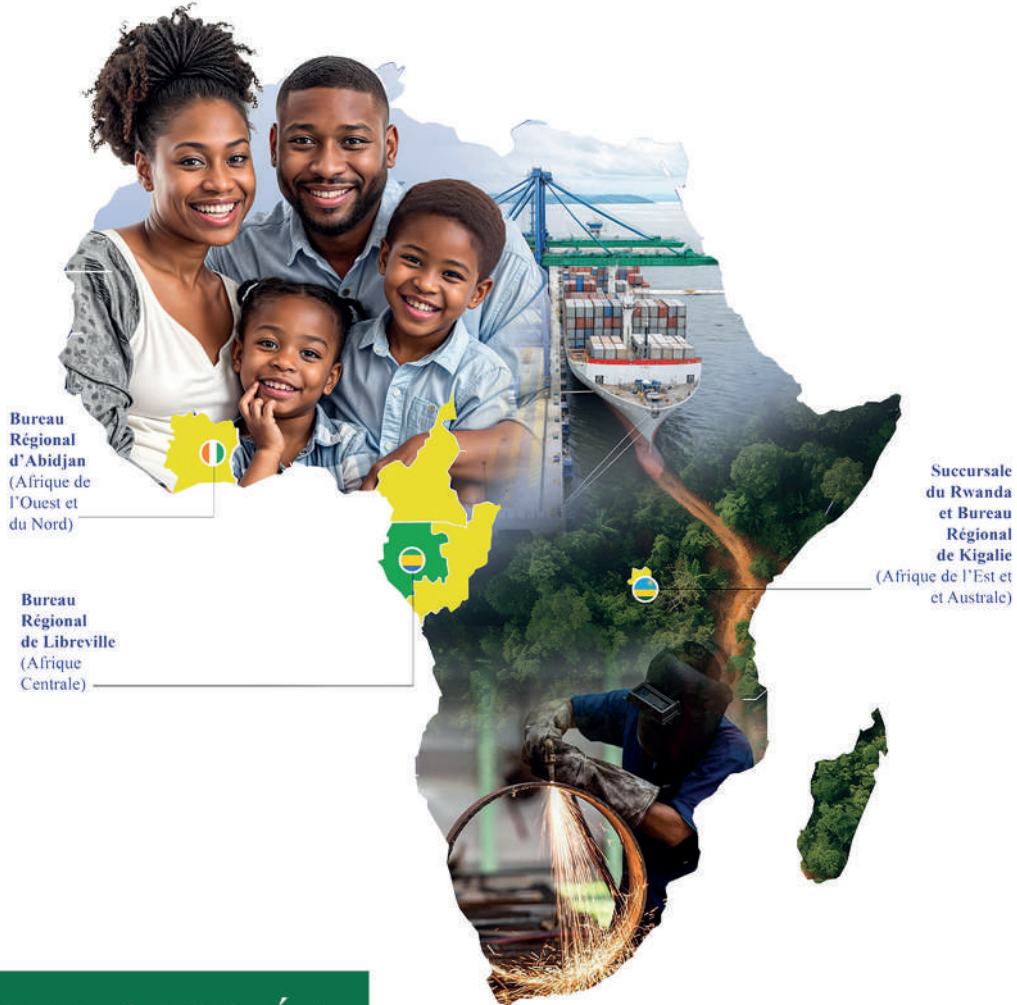 Bureau
Régional
d'Abidjan
(Afrique de
l'Ouest et
du Nord)
Bureau
Régional
de Libreville
(Afrique
Centrale)
Succursale
du Rwanda
et Bureau
Régional
de Kigalie
(Afrique de l'Est et
et Australe)